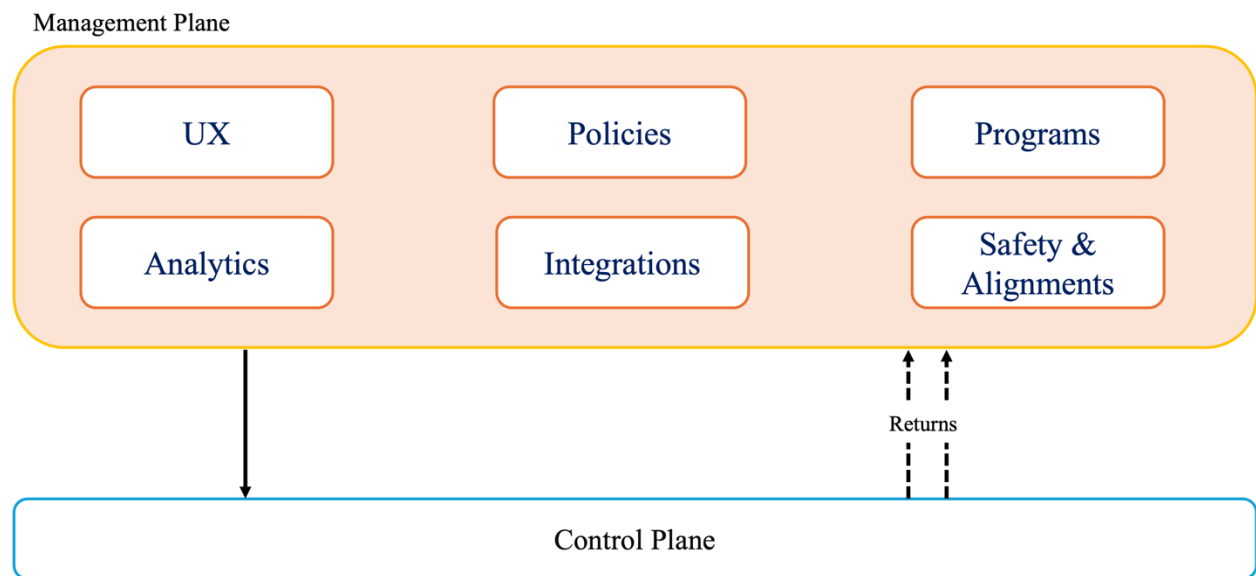 Management Plane
UX
Policies
Programs
Analytics
Integrations
Safety &
Alignments
Returns
Control Plane